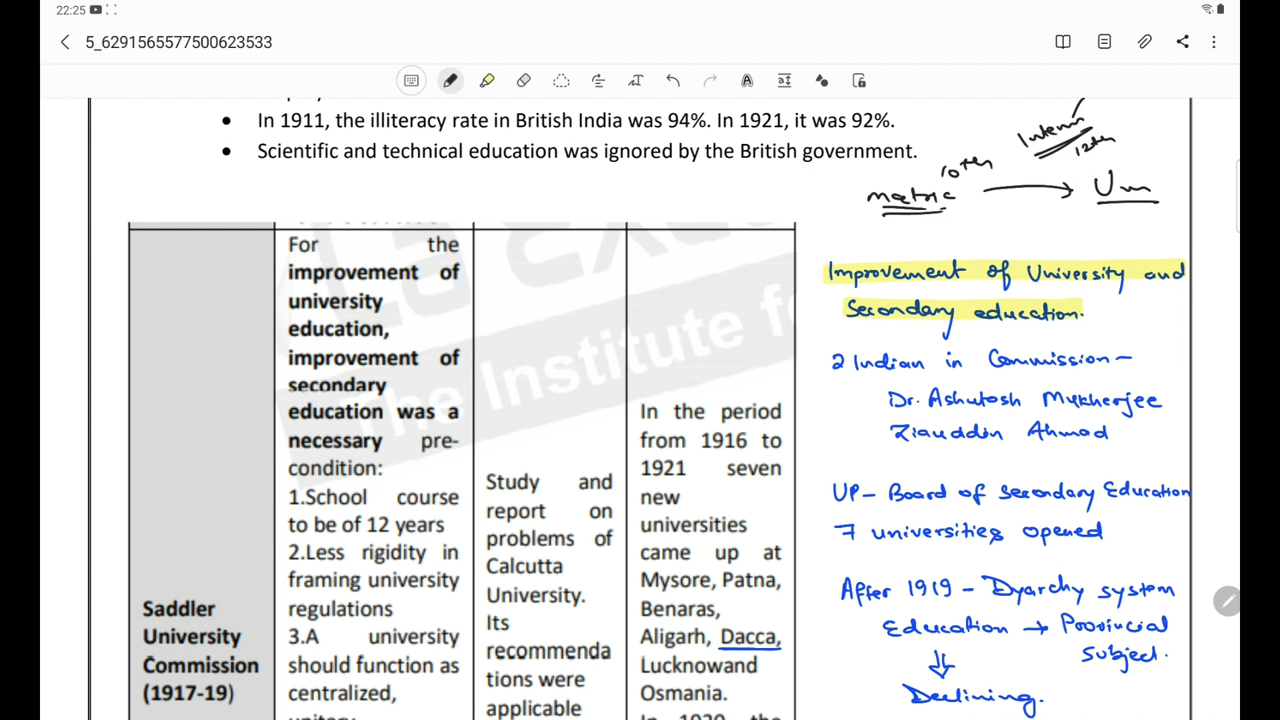 22:25
5_6291565577500623533
• In 1911, the illiteracy rate in British India was 94%. In 1921, it was 92%.
• Scientific and technical education was ignored by the British government.
Inter
12th
10th
matric → Uni
Saddler
University
Commission
(1917-19)
For the
improvement of
university
education,
improvement of
secondary
education was a
necessary pre-
condition:
1.School course
to be of 12 years
2.Less rigidity in
framing university
regulations
3.A university
should function as
centralized,
unitary
Study and
report on
problems of
Calcutta
University.
Its
recommenda
tions were
applicable
In the period
from 1916 to
1921 seven
new
universities
came up at
Mysore, Patna,
Benaras,
Aligarh, Dacca,
Lucknowand
Osmania.
In 1920 the
The Institute fo
Improvement of University and
Secondary education.
2 Indian in Commission-
Dr. Ashutosh Mukherjee
Ziauddin Ahmad
UP- Board of Secondary Education
7 universities opened
After 1919 - Dyarchy system
Education → Provincial
subject.
⇓
Declining.